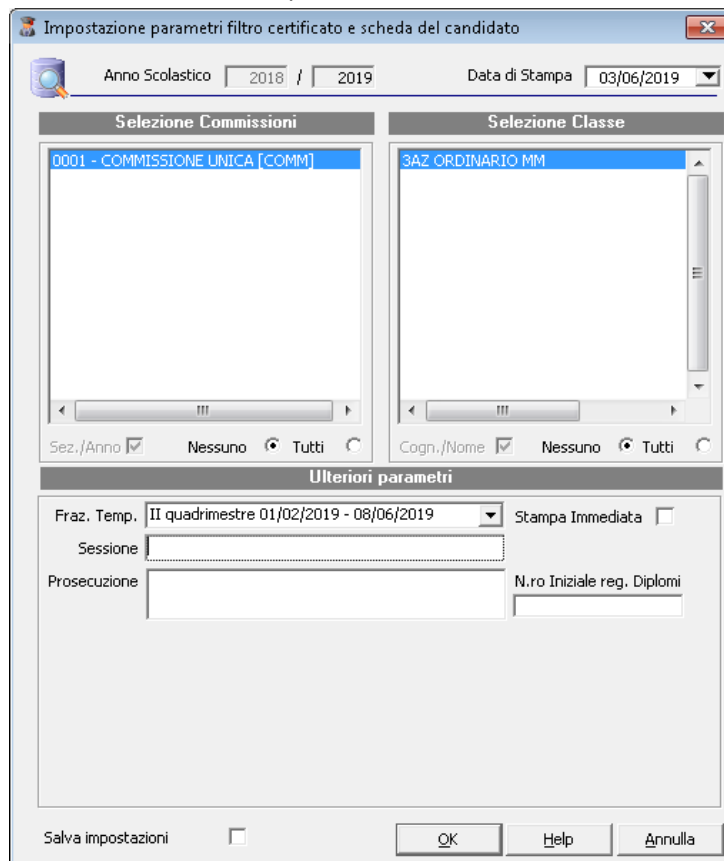 Impostazione parametri filtro certificato e scheda del candidato
Anno Scolastico 2018 / 2019 Data di Stampa 03/06/2019
Selezione Commissioni Selezione Classe
0001 - COMMISSIONE UNICA [COMM] 3AZ ORDINARIO MM
Sez./Anno Nessuno Tutti Cogn./Nome Nessuno Tutti
Ulteriori parametri
Fraz. Temp. II quadrimestre 01/02/2019 - 08/06/2019 Stampa Immediata
Sessione
Prosecuzione N.ro Iniziale reg. Diplomi
Salva impostazioni OK Help Annulla